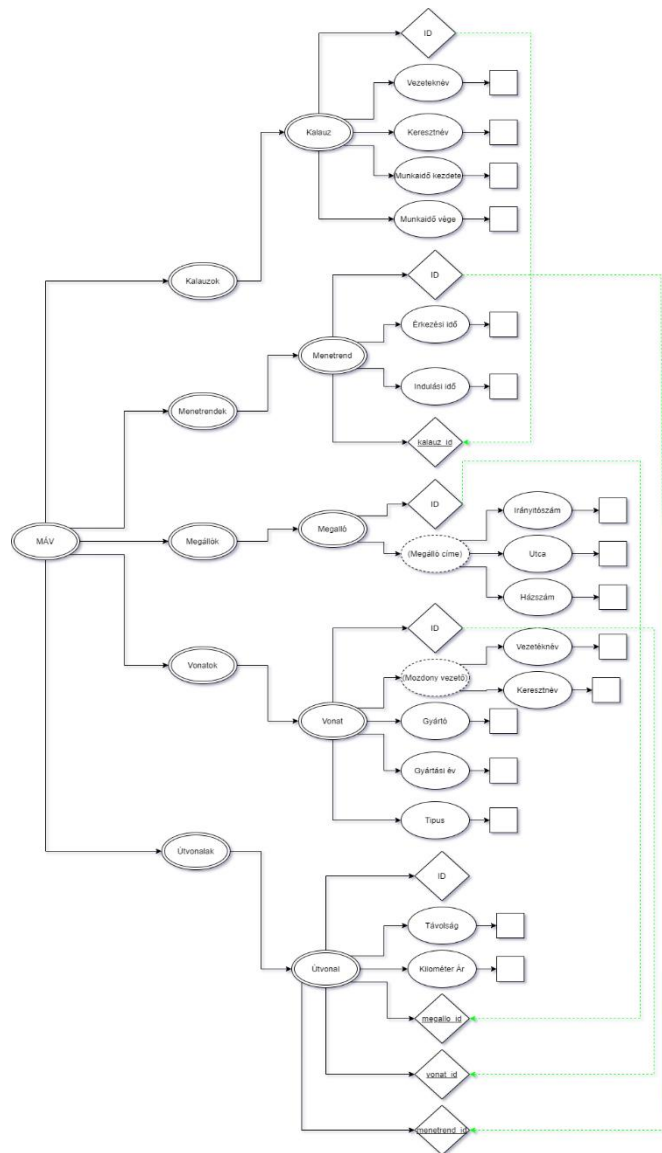 ID
Vezeteknév
Kalauz
Keresztnév
Munkaidő kezdete
Munkaidő vége
Kalauzok
ID
Érkezési idő
Menetrend
Indulási idő
Menetrendek
kalauz_id
ID
Irányítószám
MÁV
Megállók
Megálló
(Megálló címe)
Utca
Házszám
ID
Vezetéknév
Vonatok
(Mozdony vezető)
Keresztnév
Vonat
Gyártó
Gyártási év
Tipus
Útvonalak
ID
Távolság
Útvonal
Kilométer Ár
megallo_id
vonat_id
menetrend_id